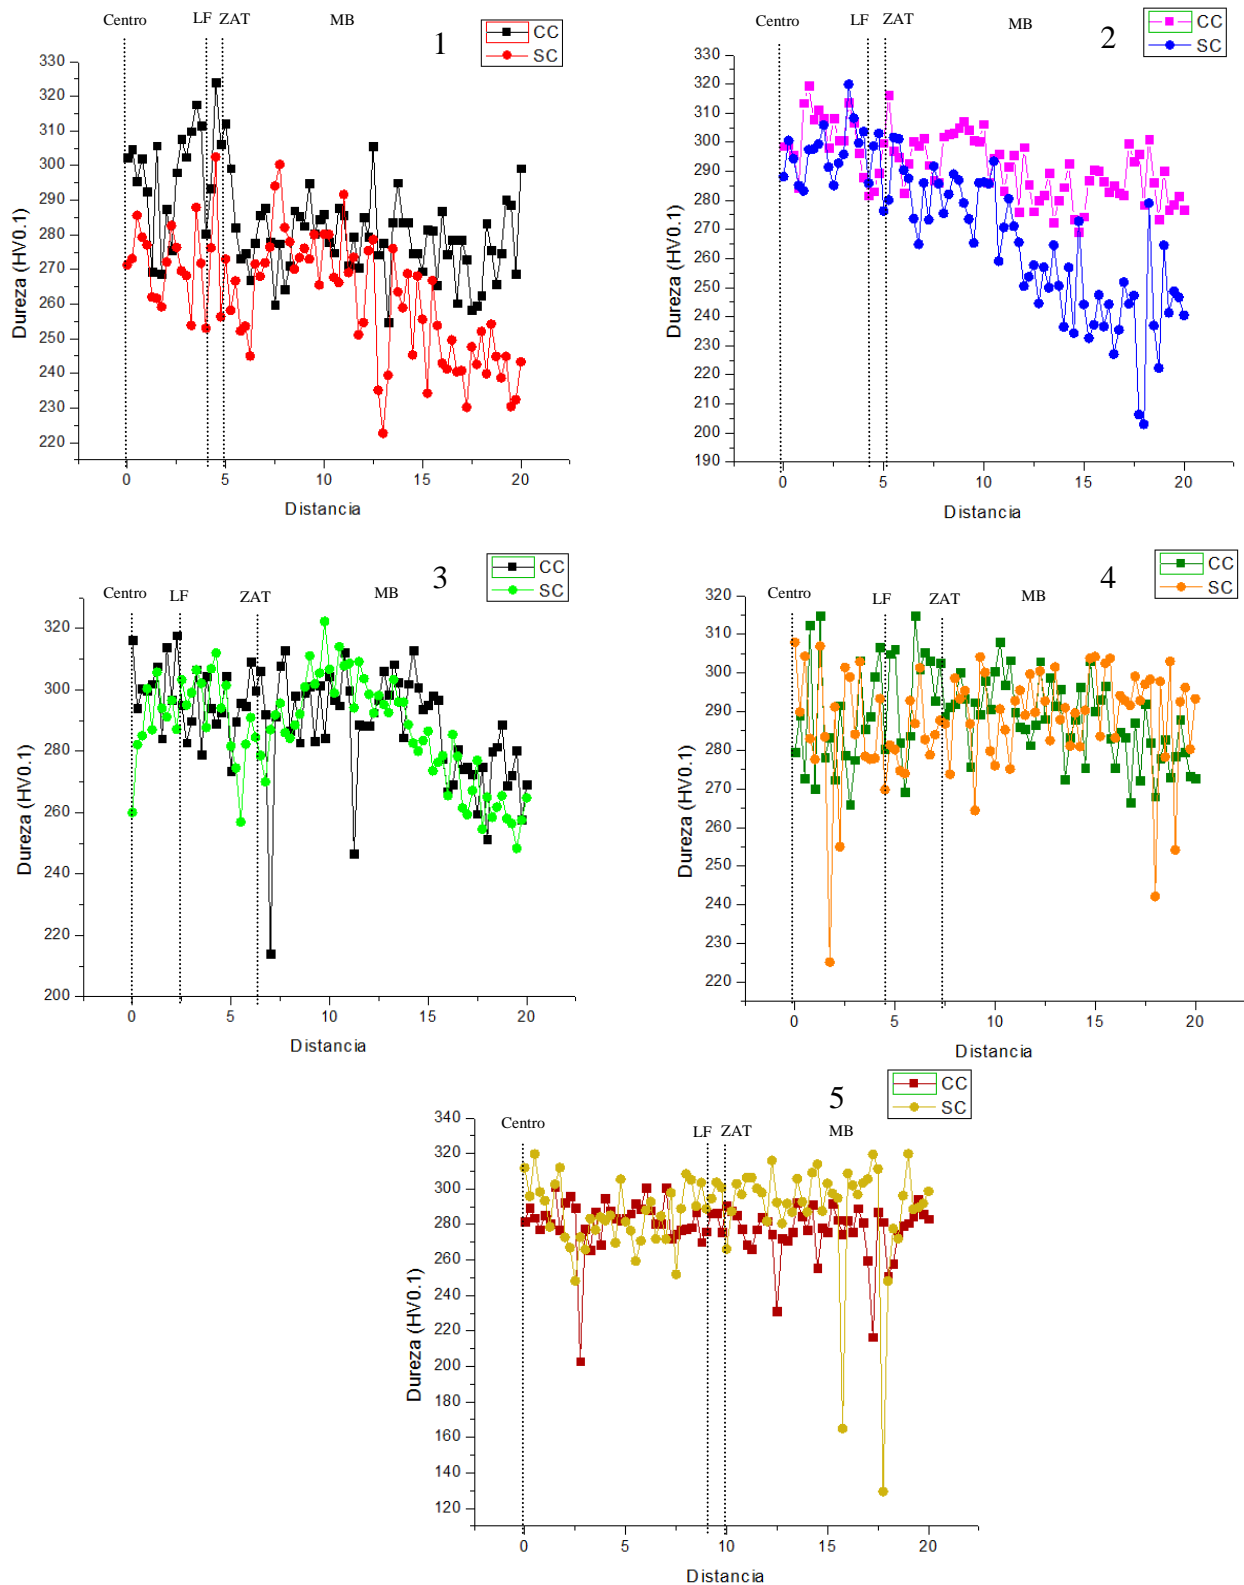 Centro LF ZAT MB 1 CC SC
330
320
310
300
290
280
270
260
250
240
230
220
Dureza (HV0.1)
0 5 10 15 20
Distancia
Centro LF ZAT MB 2 CC SC
330
320
310
300
290
280
270
260
250
240
230
220
210
200
190
Dureza (HV0.1)
0 5 10 15 20
Distancia
Centro LF ZAT MB 3 CC SC
320
300
280
260
240
220
200
Dureza (HV0.1)
0 5 10 15 20
Distancia
Centro LF ZAT MB 4 CC SC
320
310
300
290
280
270
260
250
240
230
220
Dureza (HV0.1)
0 5 10 15 20
Distancia
Centro LF ZAT MB 5 CC SC
340
320
300
280
260
240
220
200
180
160
140
120
Dureza (HV0.1)
0 5 10 15 20
Distancia